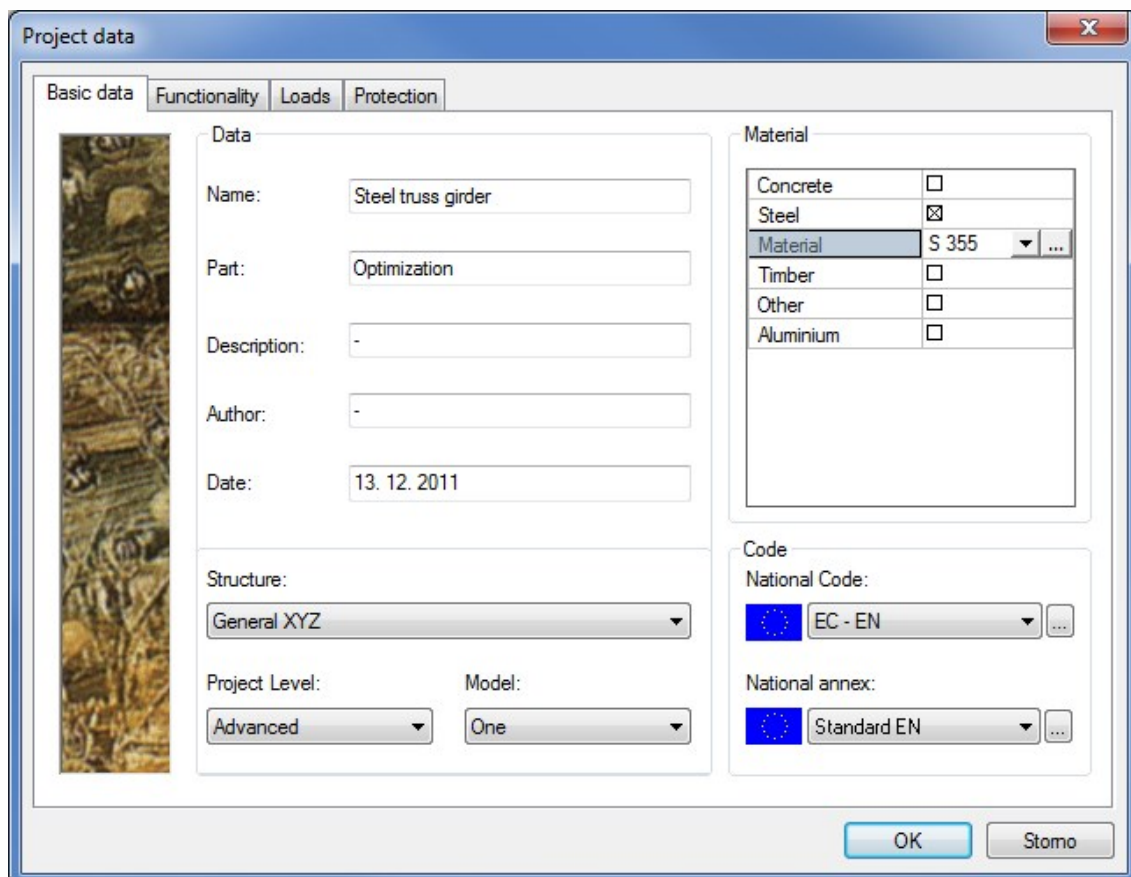 Project data
Basic data Functionality Loads Protection
Data
Name: Steel truss girder
Part: Optimization
Description: -
Author: -
Date: 13. 12. 2011
Structure:
General XYZ
Project Level: Model:
Advanced One
Material
Concrete
Steel
Material S 355 ...
Timber
Other
Aluminium
Code
National Code:
EC - EN ...
National annex:
Standard EN ...
OK Storno